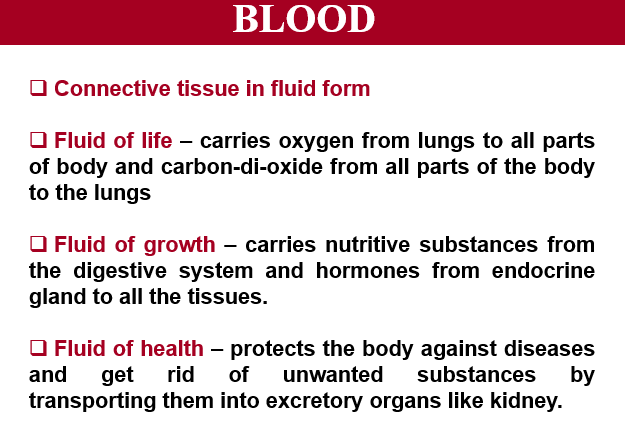 BLOOD
❑ Connective tissue in fluid form
❑ Fluid of life – carries oxygen from lungs to all parts
of body and carbon-di-oxide from all parts of the body
to the lungs
❑ Fluid of growth – carries nutritive substances from
the digestive system and hormones from endocrine
gland to all the tissues.
❑ Fluid of health – protects the body against diseases
and get rid of unwanted substances by
transporting them into excretory organs like kidney.